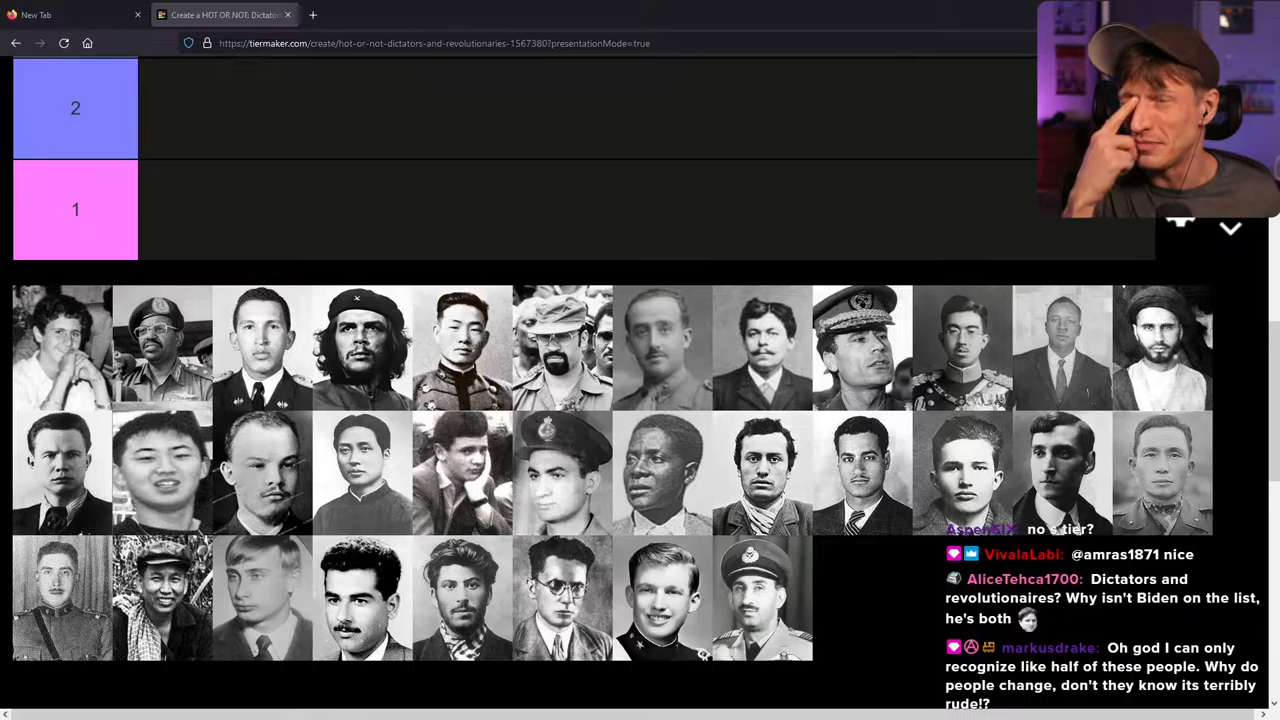 New Tab
Create a HOT OR NOT: Dictato
https://tiermaker.com/create/hot-or-not-dictators-and-revolutionaries-1567380?presentationMode=true
2
1
AspenSIX: no s tier?
VivalaLabi: @amras1871 nice
AliceTehca1700: Dictators and
revolutionaires? Why isn't Biden on the list,
he's both
markusdrake: Oh god I can only
recognize like half of these people. Why do
people change, don't they know its terribly
rude!?